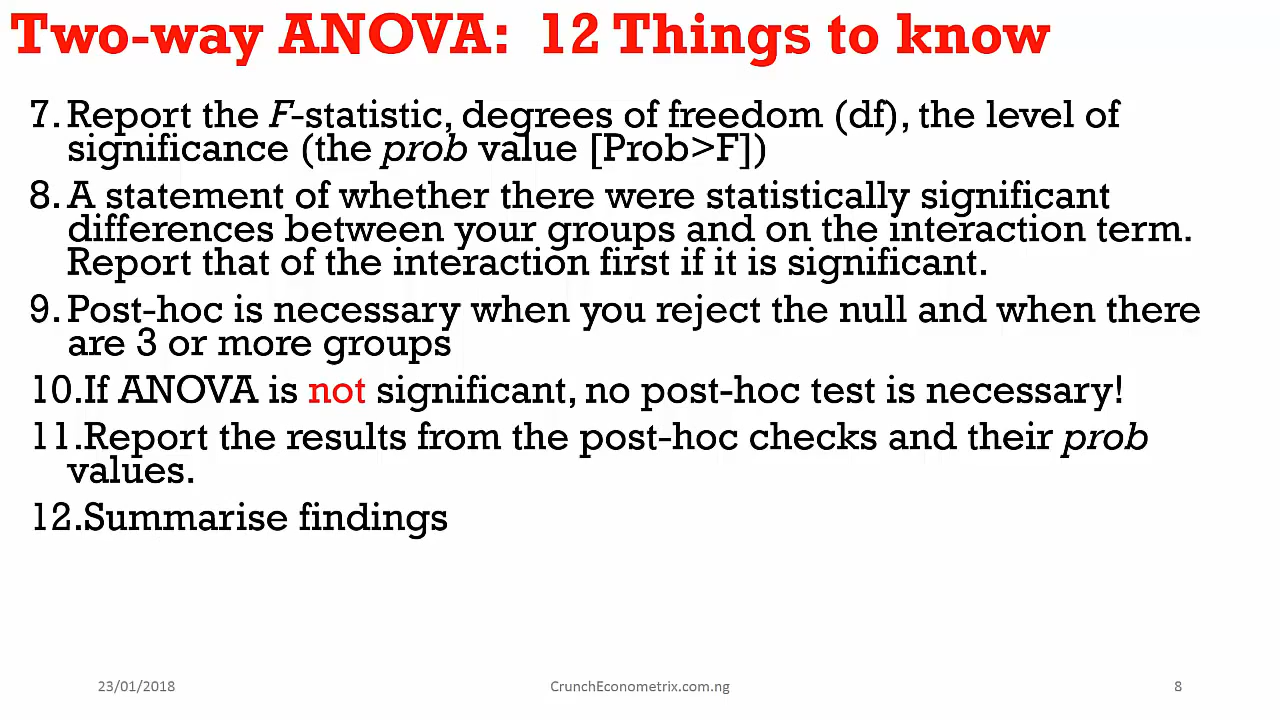 Two-way ANOVA: 12 Things to know
7. Report the F-statistic, degrees of freedom (df), the level of
significance (the prob value [Prob>F])
8. A statement of whether there were statistically significant
differences between your groups and on the interaction term.
Report that of the interaction first if it is significant.
9. Post-hoc is necessary when you reject the null and when there
are 3 or more groups
10.If ANOVA is not significant, no post-hoc test is necessary!
11.Report the results from the post-hoc checks and their prob
values.
12.Summarise findings
23/01/2018 CrunchEconometrix.com.ng 8